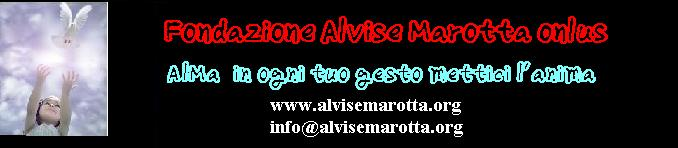 Fondazione Alvise Marotta onlus
AlMa in ogni tuo gesto mettici l'anima
www.alvisemarotta.org
info@alvisemarotta.org